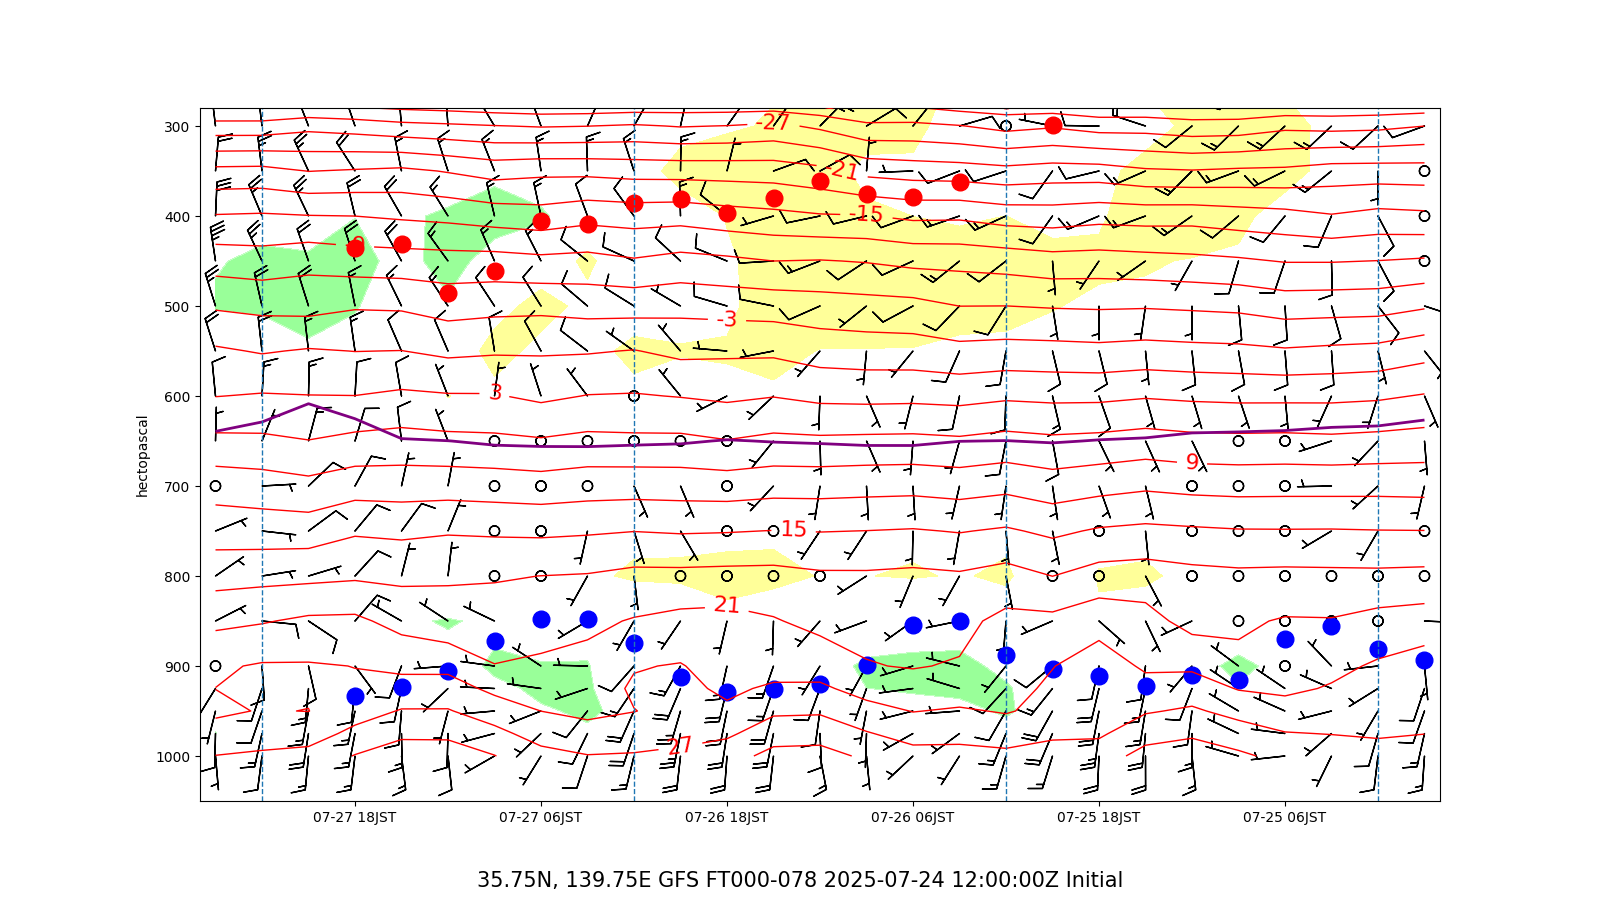 300
400
500
600
700
800
900
1000
hectopascal
-27
-21
-15
-9
-3
3
9
15
21
27
07-27 18JST
07-27 06JST
07-26 18JST
07-26 06JST
07-25 18JST
07-25 06JST
35.75N, 139.75E GFS FT000-078 2025-07-24 12:00:00Z Initial